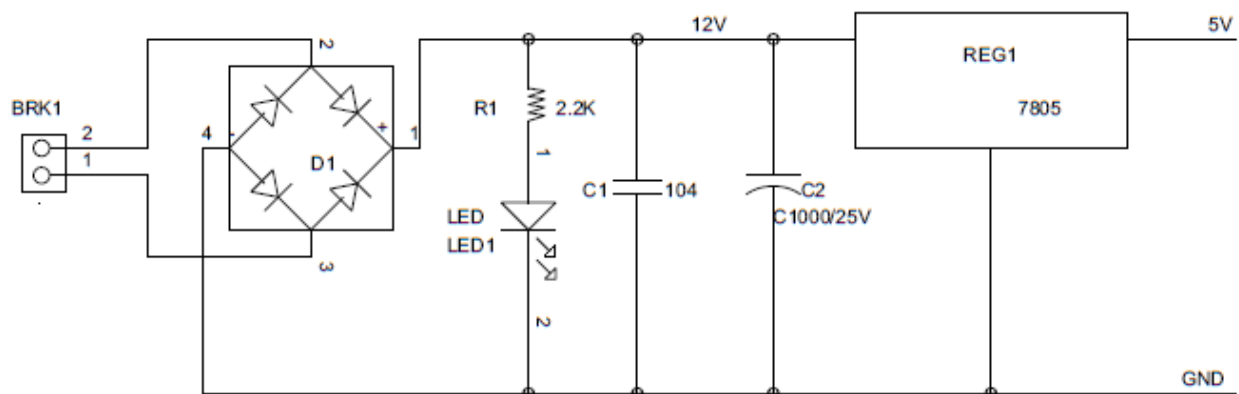 12V
5V
2
REG1
BRK1
R1
2.2K
7805
2
4
-
+
1
1
D1
1
C1
104
C2
LED
C1000/25V
LED1
3
2
GND